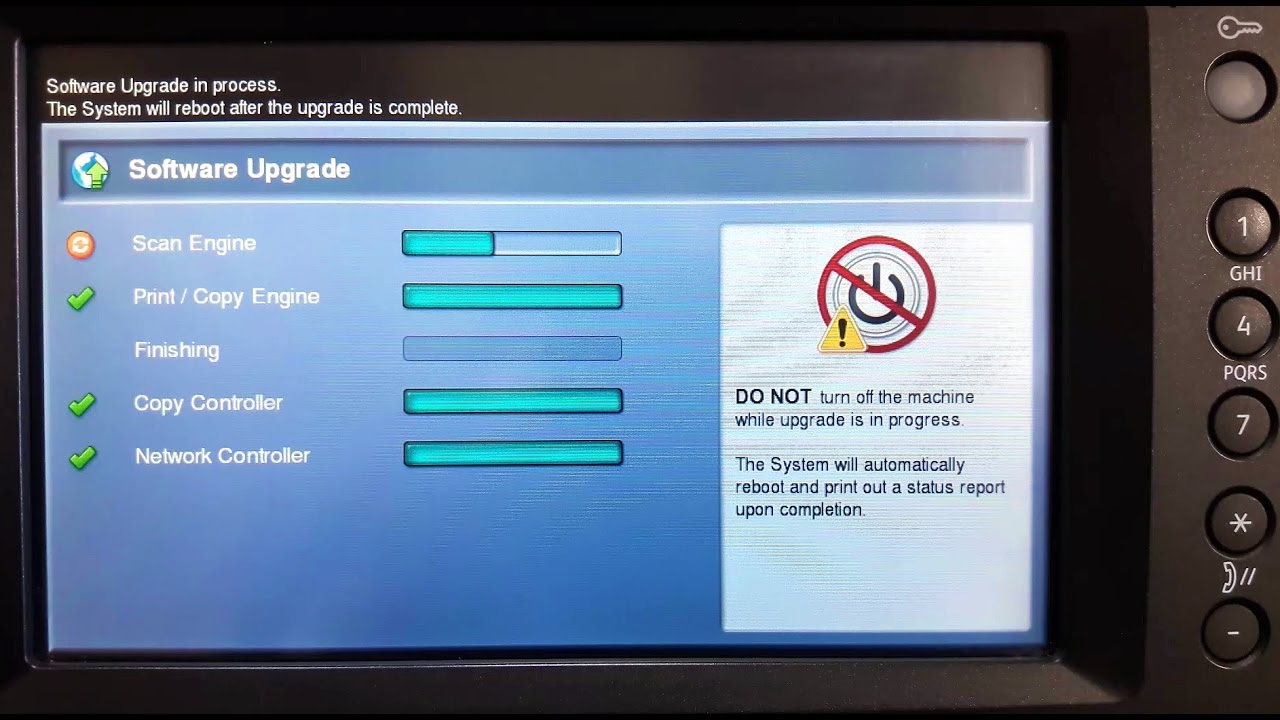 Software Upgrade in process.
The System will reboot after the upgrade is complete.
Software Upgrade
Scan Engine
Print / Copy Engine
Finishing
Copy Controller
Network Controller
DO NOT turn off the machine
while upgrade is in progress.
The System will automatically
reboot and print out a status report
upon completion.
1
GHI
4
PQRS
7
*
-